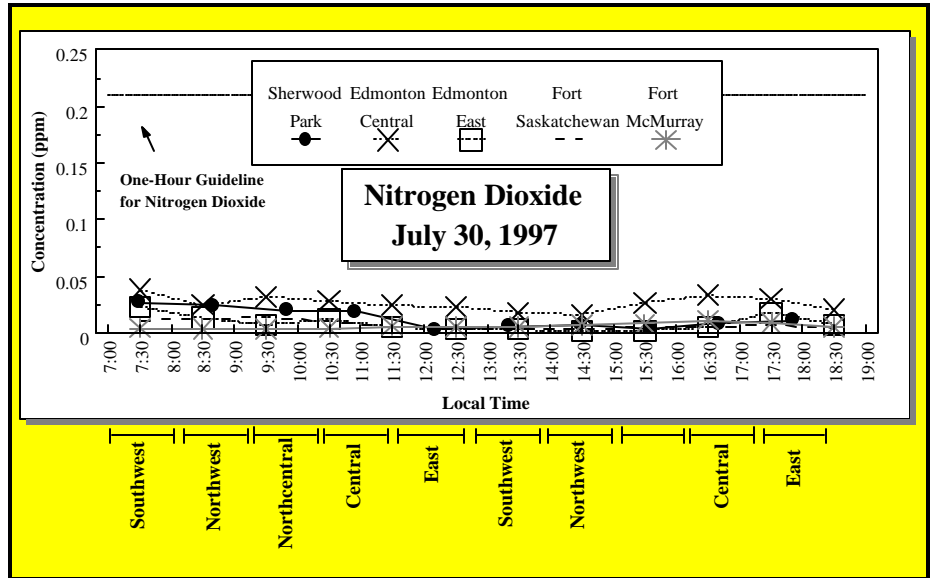 0.25
0.2
0.15
0.1
0.05
0
Concentration (ppm)
Sherwood Edmonton Edmonton Fort Fort
Park Central East Saskatchewan McMurray
One-Hour Guideline
for Nitrogen Dioxide
Nitrogen Dioxide
July 30, 1997
7:00 7:30 8:00 8:30 9:00 9:30 10:00 10:30 11:00 11:30 12:00 12:30 13:00 13:30 14:00 14:30 15:00 15:30 16:00 16:30 17:00 17:30 18:00 18:30 19:00
Local Time
Southwest Northwest Northcentral Central East Southwest Northwest Central East